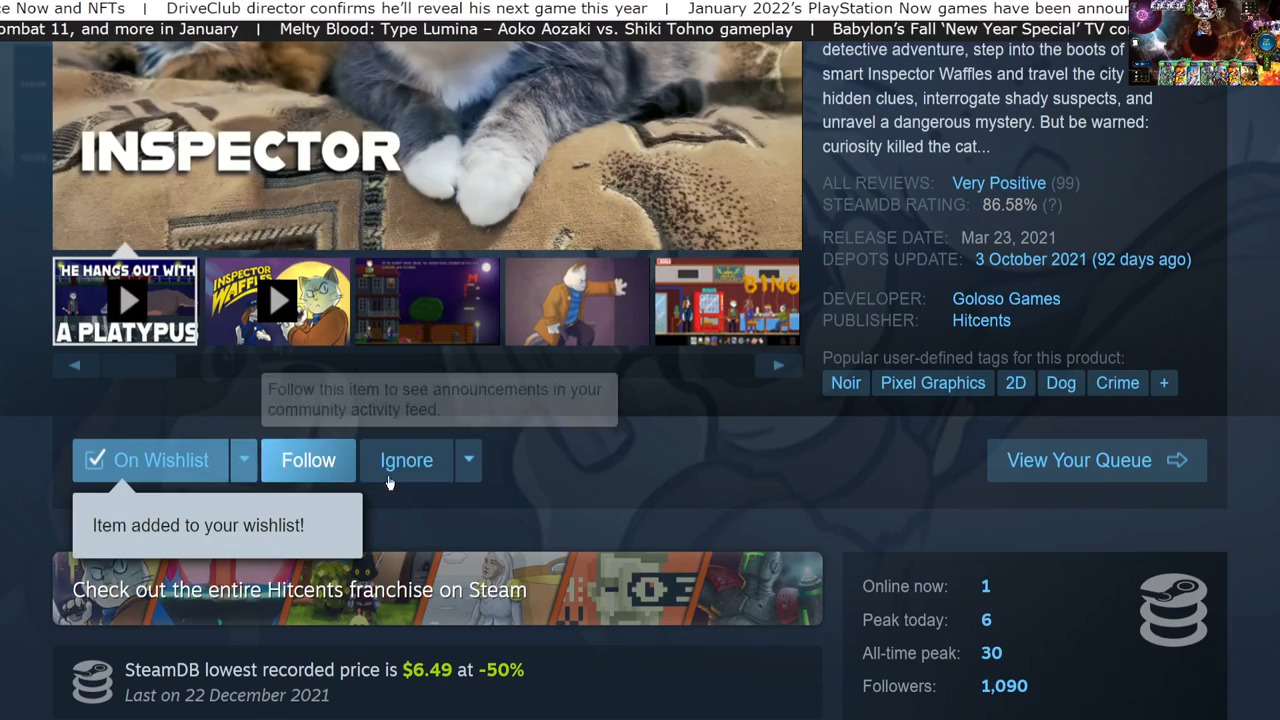 ce Now and NFTs | DriveClub director confirms he'll reveal his next game this year | January 2022's PlayStation Now games have been annour
ombat 11, and more in January | Melty Blood: Type Lumina – Aoko Aozaki vs. Shiki Tohno gameplay | Babylon's Fall 'New Year Special' TV co
detective adventure, step into the boots of
smart Inspector Waffles and travel the city
hidden clues, interrogate shady suspects, and
unravel a dangerous mystery. But be warned:
curiosity killed the cat...
INSPECTOR
ALL REVIEWS: Very Positive (99)
STEAMDB RATING: 86.58% (?)
RELEASE DATE: Mar 23, 2021
DEPOTS UPDATE: 3 October 2021 (92 days ago)
DEVELOPER: Goloso Games
PUBLISHER: Hitcents
Popular user-defined tags for this product:
Noir Pixel Graphics 2D Dog Crime +
HE HANGS OUT WITH
A PLATYPUS
INSPECTOR
WAFFLES
BINGO
Follow this item to see announcements in your
community activity feed.
On Wishlist Follow Ignore View Your Queue
Item added to your wishlist!
Check out the entire Hitcents franchise on Steam
Online now: 1
Peak today: 6
All-time peak: 30
Followers: 1,090
SteamDB lowest recorded price is $6.49 at -50%
Last on 22 December 2021